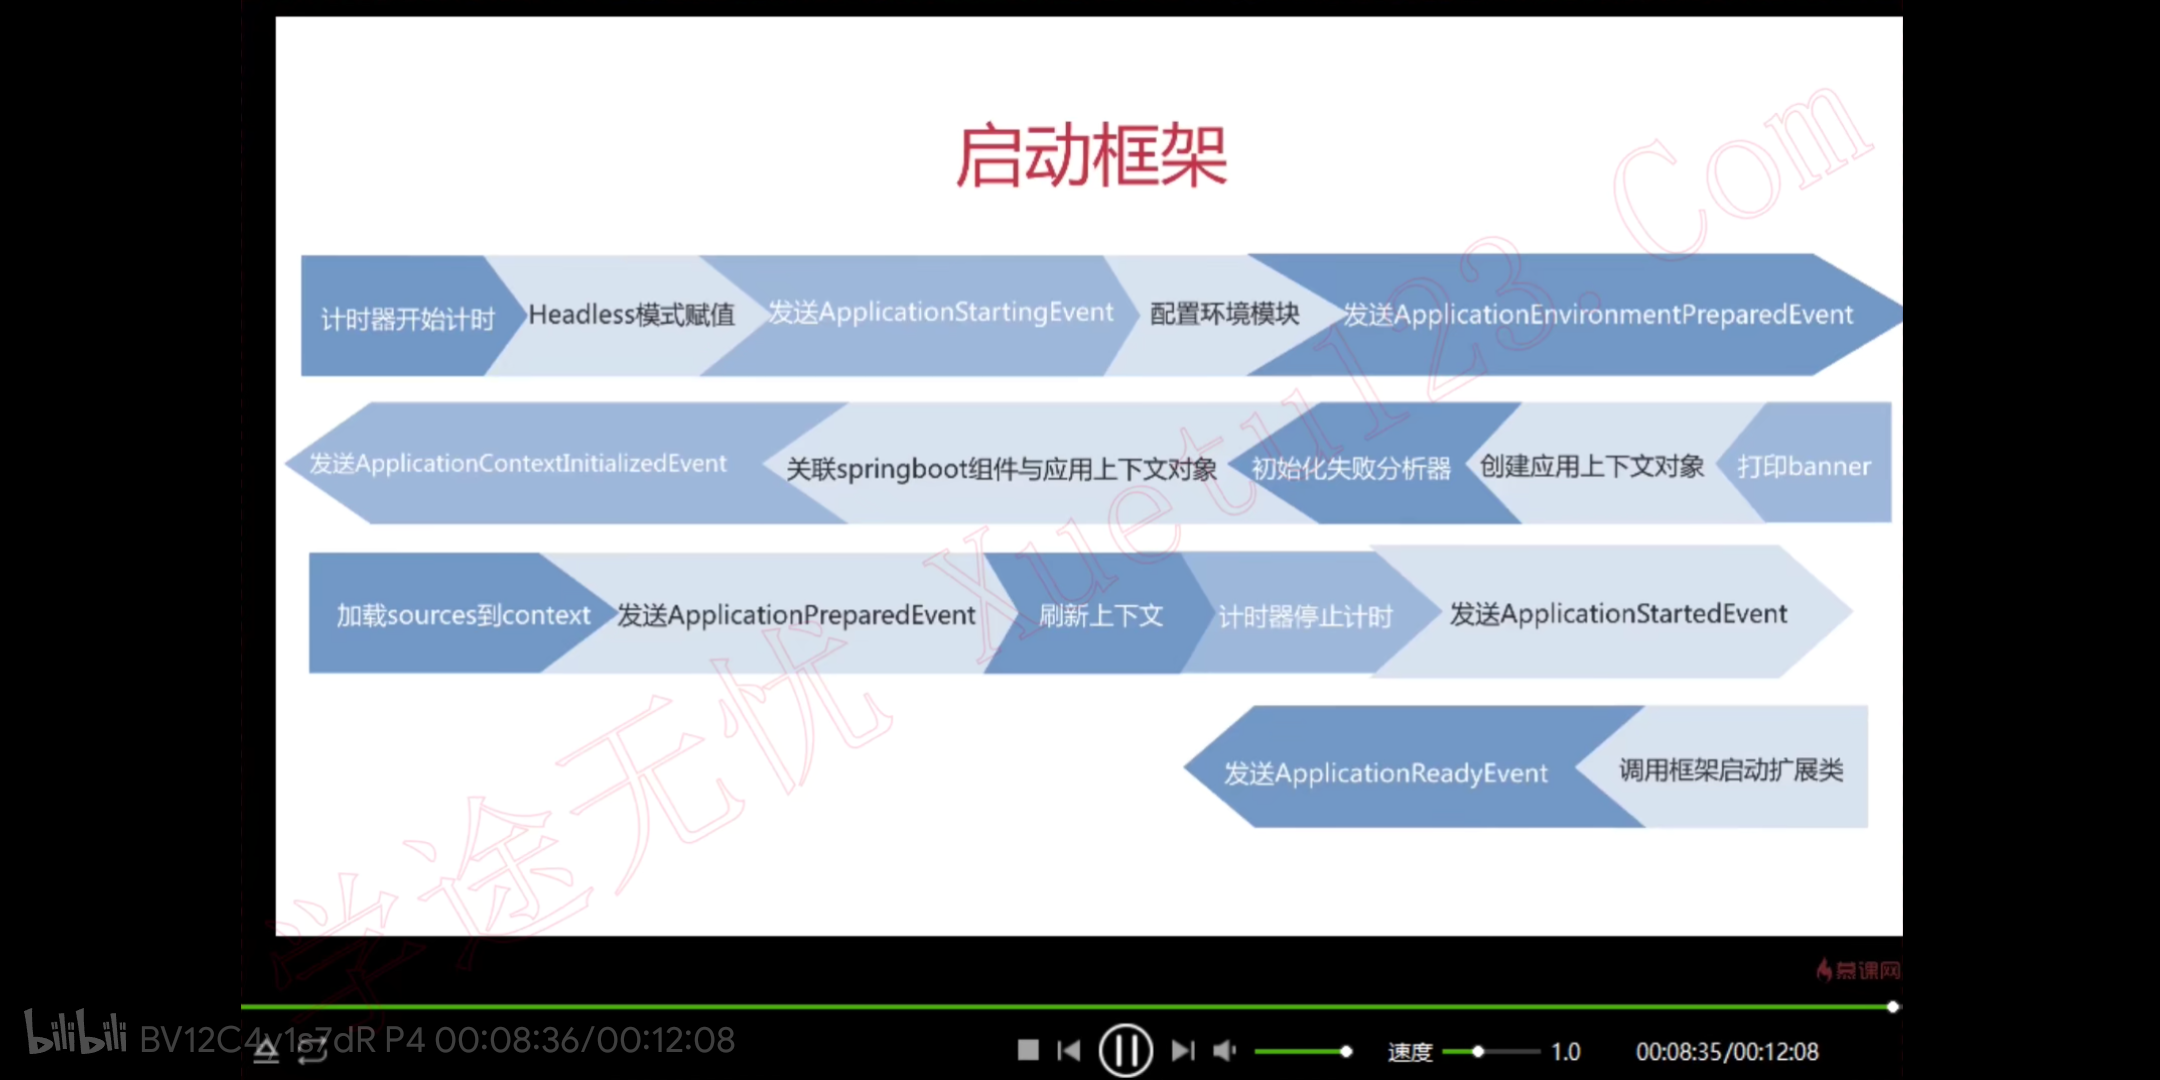 启动框架
计时器开始计时 Headless模式赋值 发送ApplicationStartingEvent 配置环境模块 发送ApplicationEnvironmentPreparedEvent
发送ApplicationContextInitializedEvent 关联springboot组件与应用上下文对象 初始化失败分析器 创建应用上下文对象 打印banner
加载sources到context 发送ApplicationPreparedEvent 刷新上下文 计时器停止计时 发送ApplicationStartedEvent
发送ApplicationReadyEvent 调用框架启动扩展类
学途无忧 Xuetu123.Com
慕课网
bilibili BV12C4y1s7dR P4 00:08:36/00:12:08
速度 1.0 00:08:35/00:12:08